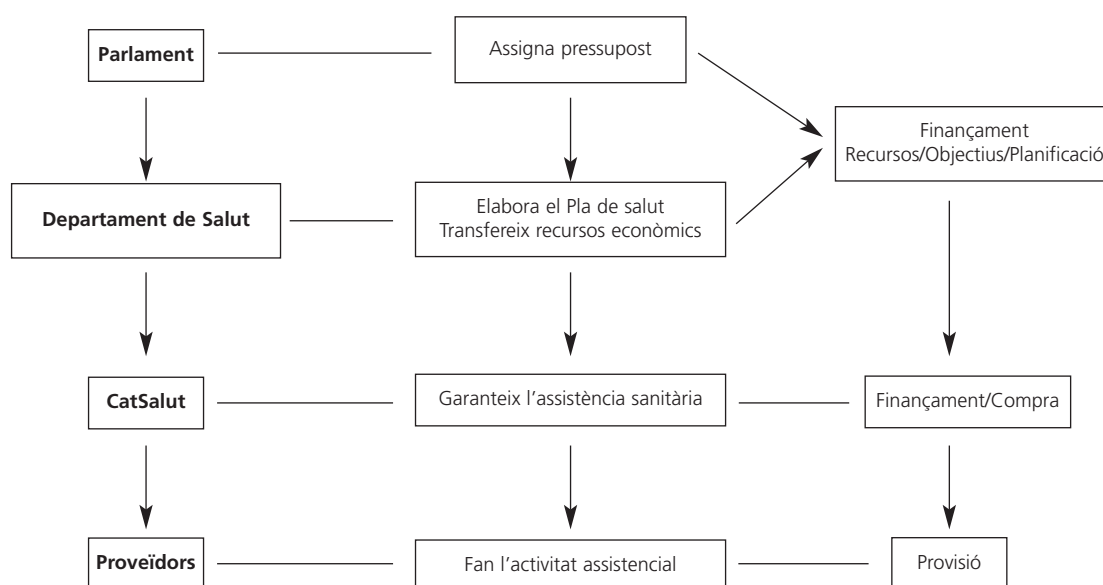 Parlament
Assigna pressupost
Finançament
Recursos/Objectius/Planificació
Departament de Salut
Elabora el Pla de salut
Transfereix recursos econòmics
CatSalut
Garanteix l'assistència sanitària
Finançament/Compra
Proveïdors
Fan l'activitat assistencial
Provisió